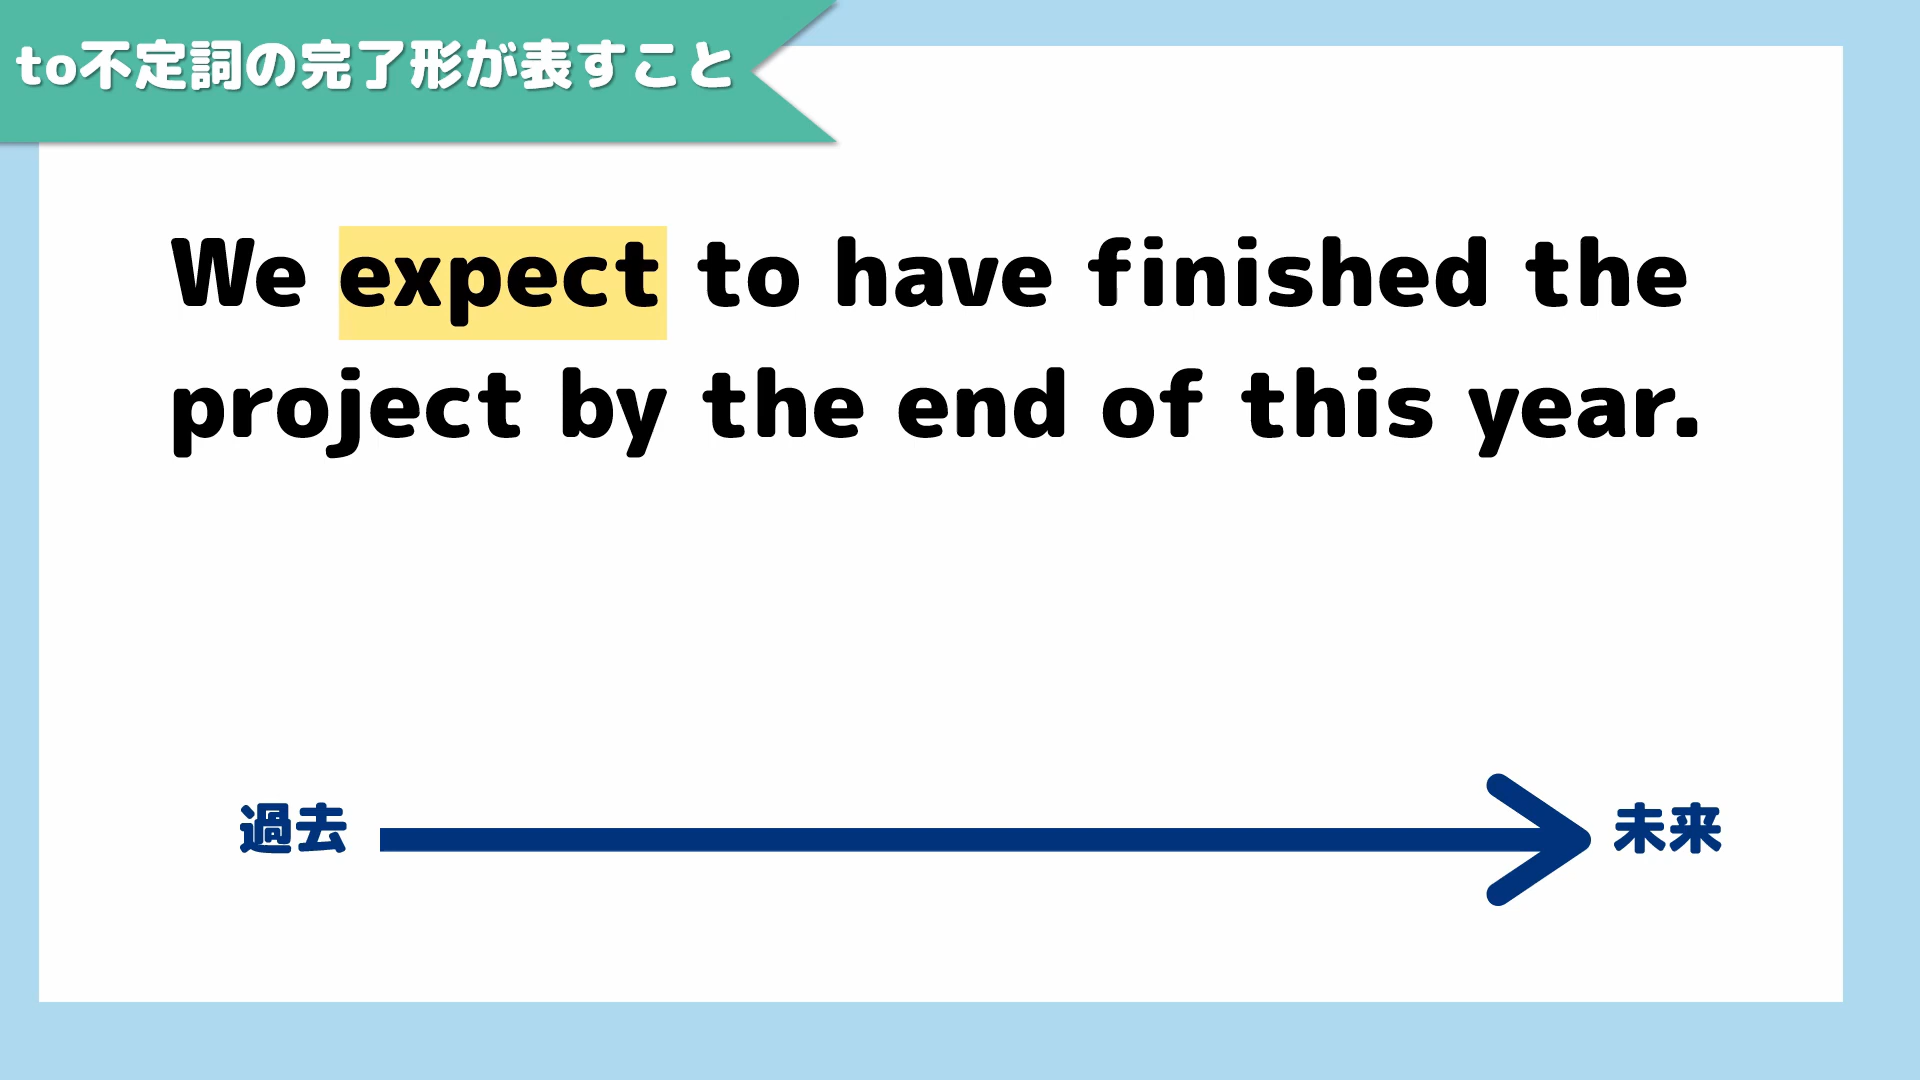 to不定詞の完了形が表すこと
We expect to have finished the
project by the end of this year.
過去
未来